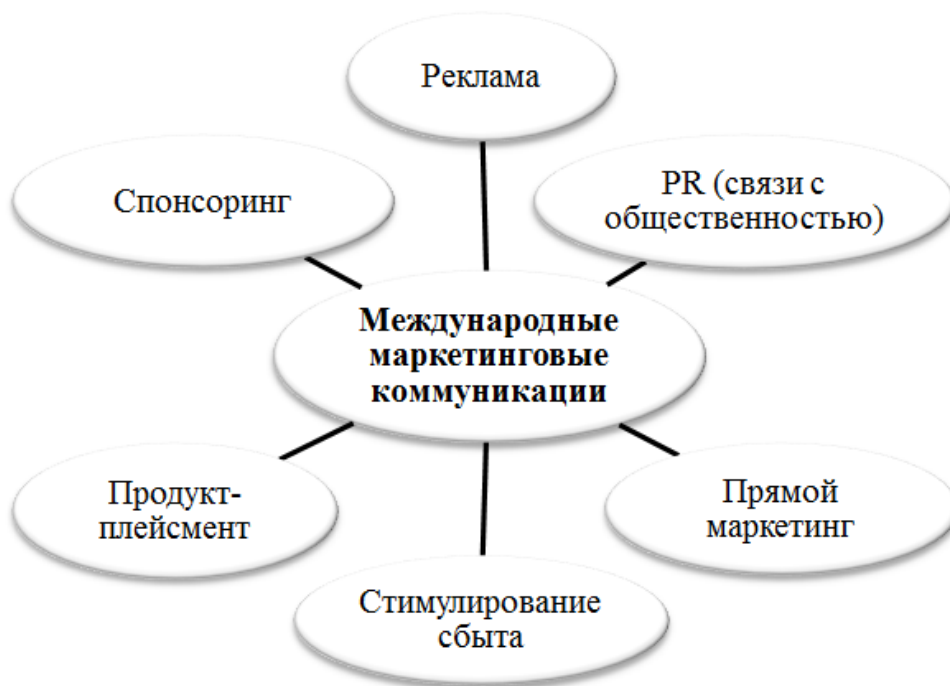 Реклама
Спонсоринг
PR (связи с
общественностью)
Международные
маркетинговые
коммуникации
Продукт-
плейсмент
Прямой
маркетинг
Стимулирование
сбыта